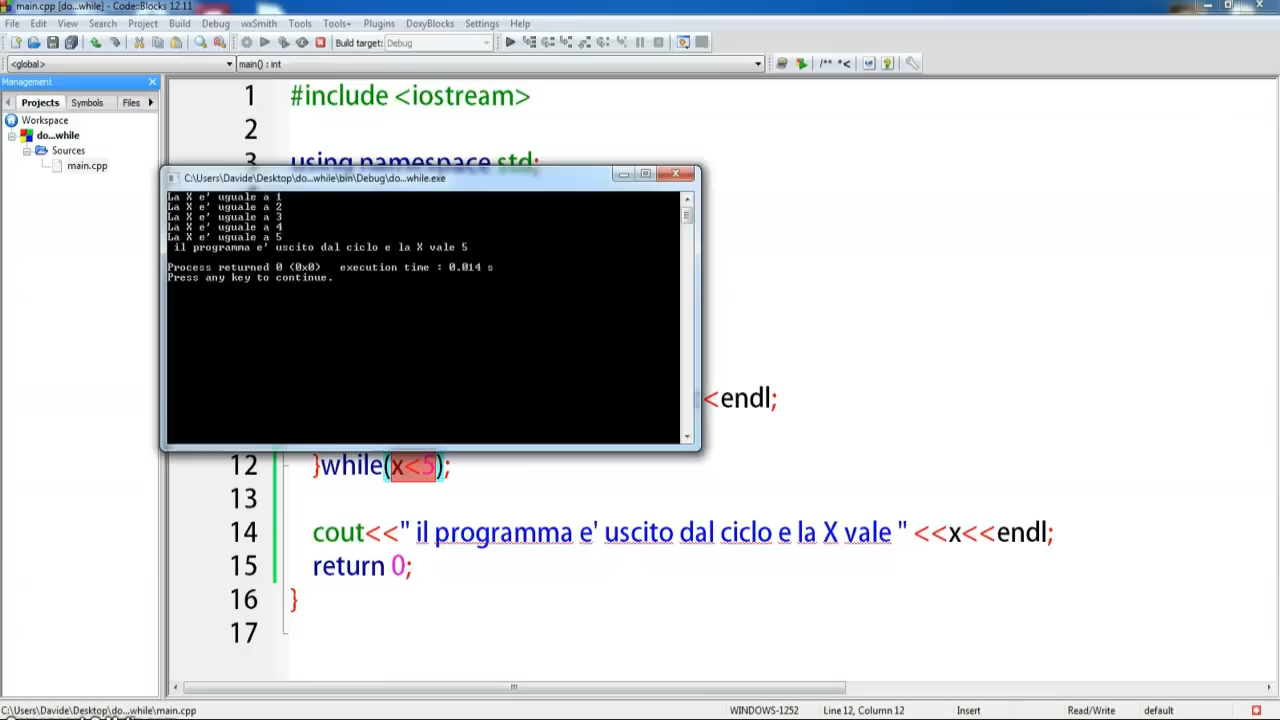 main.cpp [do...while] - Code::Blocks 12.11
File Edit View Search Project Build Debug wxSmith Tools Tools+ Plugins DoxyBlocks Settings Help
Build target: Debug
<global> main() : int
/** *<
Management
Projects Symbols Files
Workspace
do...while
Sources
main.cpp
1 #include <iostream>
2
3 using namespace std;
C:\Users\Davide\Desktop\do...while\bin\Debug\do...while.exe
La X e' uguale a 1
La X e' uguale a 2
La X e' uguale a 3
La X e' uguale a 4
La X e' uguale a 5
il programma e' uscito dal ciclo e la X vale 5
Process returned 0 (0x0) execution time : 0.014 s
Press any key to continue.
<endl;
12 }while(x<5);
13
14 cout<<" il programma e' uscito dal ciclo e la X vale " <<x<<endl;
15 return 0;
16 }
17
C:\Users\Davide\Desktop\do...while\main.cpp WINDOWS-1252 Line 12, Column 12 Insert Read/Write default